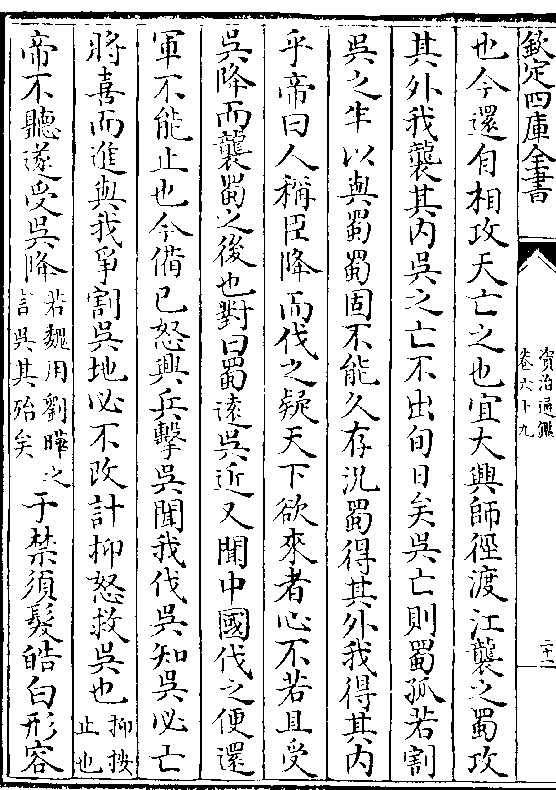 欽定四庫全書
資治通鑑
卷六十九
二十二
也今還自相攻天亡之也宜大興師徑渡江襲之蜀攻
其外我襲其内吳之亡不出旬日矣吳亡則蜀孤若割
吳之半以與蜀蜀固不能久存況蜀得其外我得其内
乎帝曰人稱臣降而伐之疑天下欲來者心不若且受
吳降而襲蜀之後也對曰蜀遠吳近又聞中國伐之便還
軍不能止也今備已怒興兵擊吳聞我伐吳知吳必亡
將喜而進與我爭割吳地必不改計抑怒救吳也抑按止也
帝不聽遂受吳降若魏用劉曄之言吳其殆矣于禁須髮皓白形容